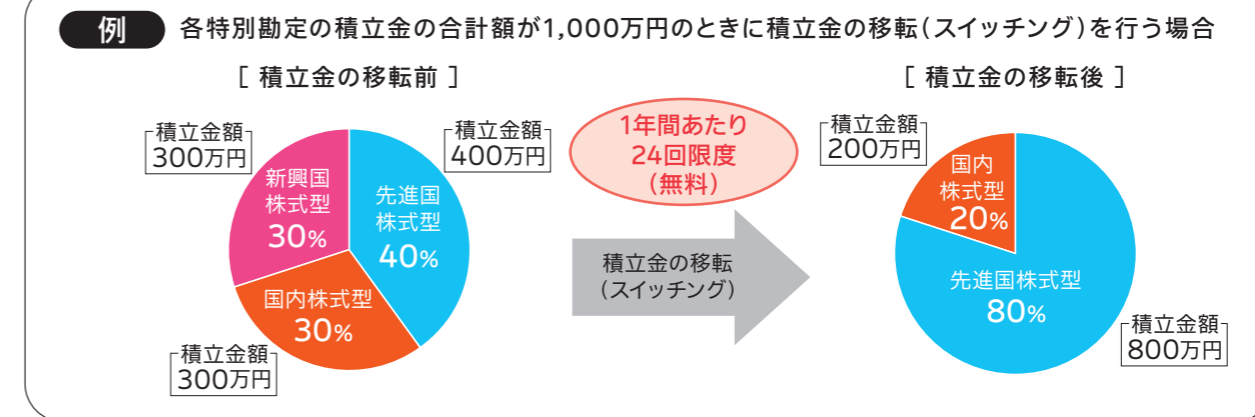 例 各特別勘定の積立金の合計額が1,000万円のときに積立金の移転(スイッチング)を行う場合
[ 積立金の移転前 ]
積立金額
300万円
積立金額
400万円
新興国
株式型
30%
先進国
株式型
40%
国内株式型
30%
積立金額
300万円
1年間あたり
24回限度
(無料)
積立金の移転
(スイッチング)
[ 積立金の移転後 ]
積立金額
200万円
国内
株式型
20%
先進国株式型
80%
積立金額
800万円